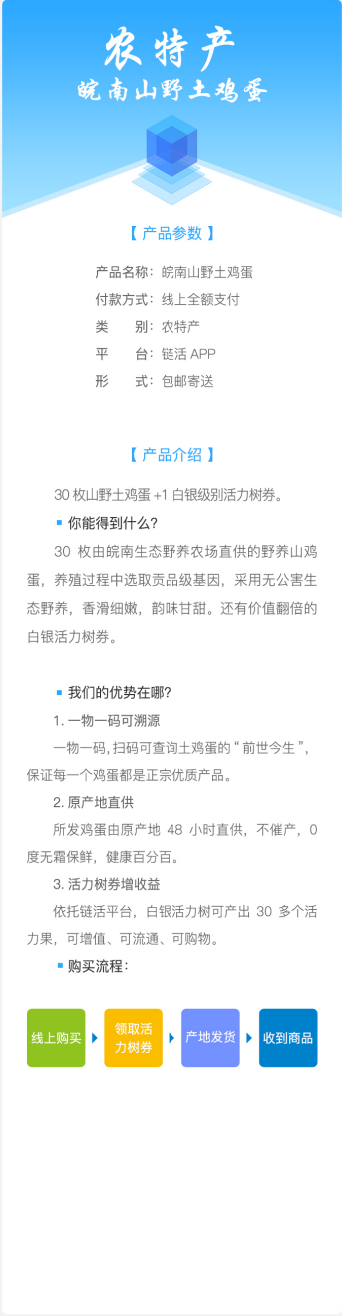 农特产
皖南山野土鸡蛋
【 产品参数 】
产品名称：皖南山野土鸡蛋
付款方式：线上全额支付
类　　别：农特产
平　　台：链活 APP
形　　式：包邮寄送
【 产品介绍 】
30 枚山野土鸡蛋 +1 白银级别活力树券。
你能得到什么?
30 枚由皖南生态野养农场直供的野养山鸡
蛋，养殖过程中选取贡品级基因，采用无公害生
态野养，香滑细嫩，韵味甘甜。还有价值翻倍的
白银活力树券。
我们的优势在哪?
1. 一物一码可溯源
一物一码, 扫码可查询土鸡蛋的 “ 前世今生 ”，
保证每一个鸡蛋都是正宗优质产品。
2. 原产地直供
所发鸡蛋由原产地 48 小时直供，不催产，0
度无霜保鲜，健康百分百。
3. 活力树券增收益
依托链活平台，白银活力树可产出 30 多个活
力果，可增值、可流通、可购物。
购买流程：
线上购买
领取活
力树券
产地发货
收到商品